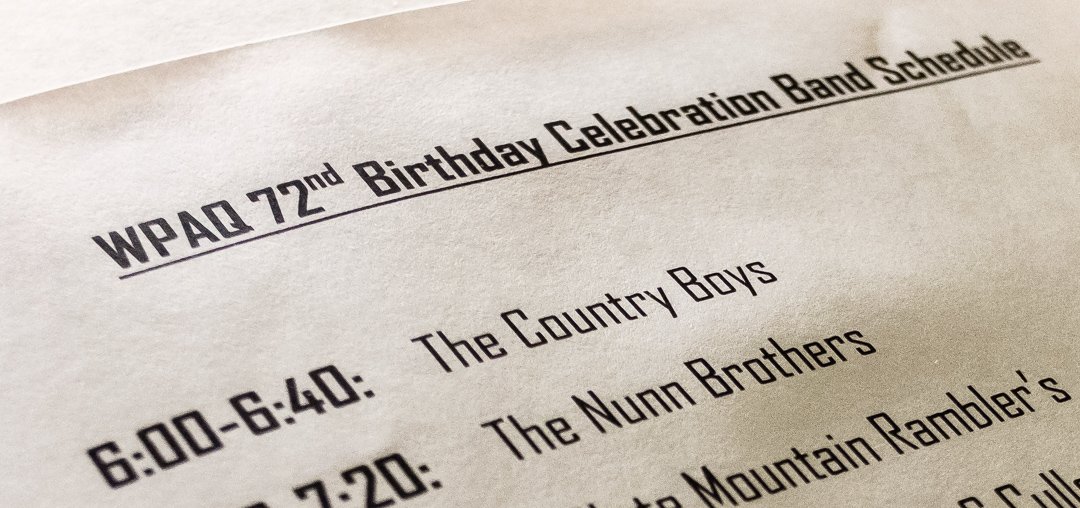 WPAQ 72nd Birthday Celebration Band Schedule
6:00-6:40: The Country Boys
7:20: The Nunn Brothers
Mountain Rambler's